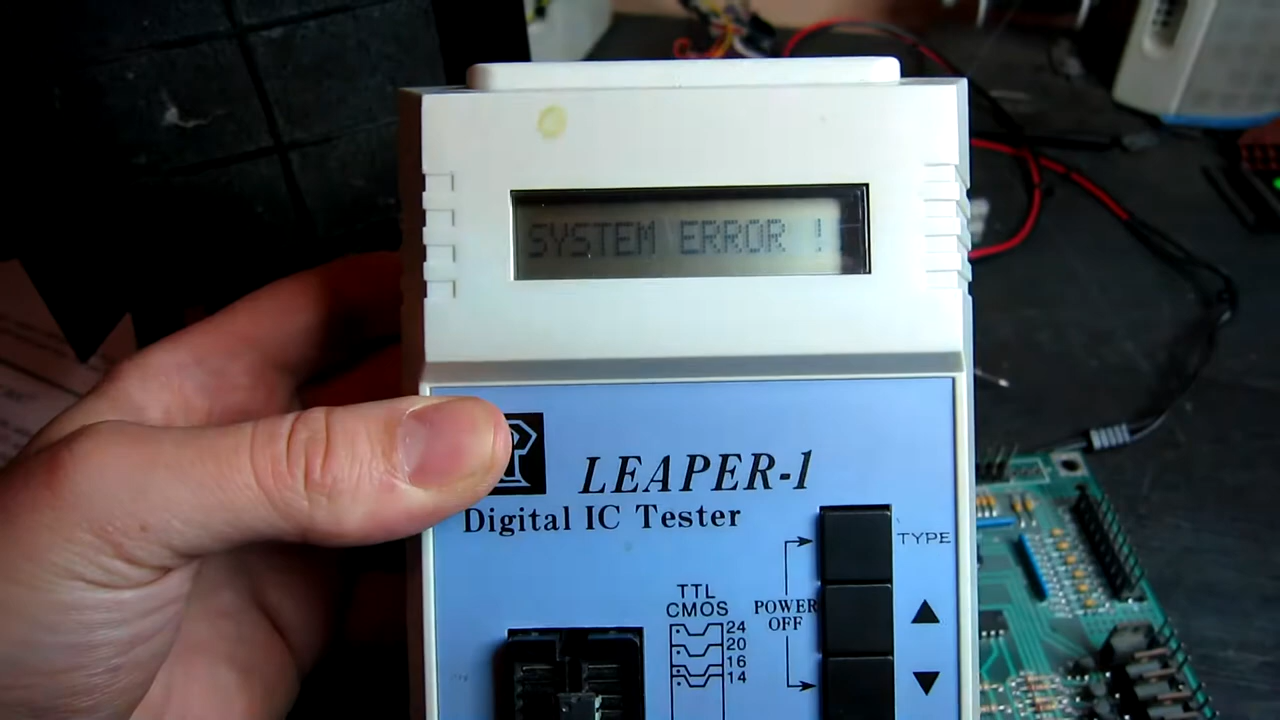 SYSTEM ERROR !
LEAPER-1
Digital IC Tester
TYPE
TTL
CMOS
POWER
OFF
24
20
16
14